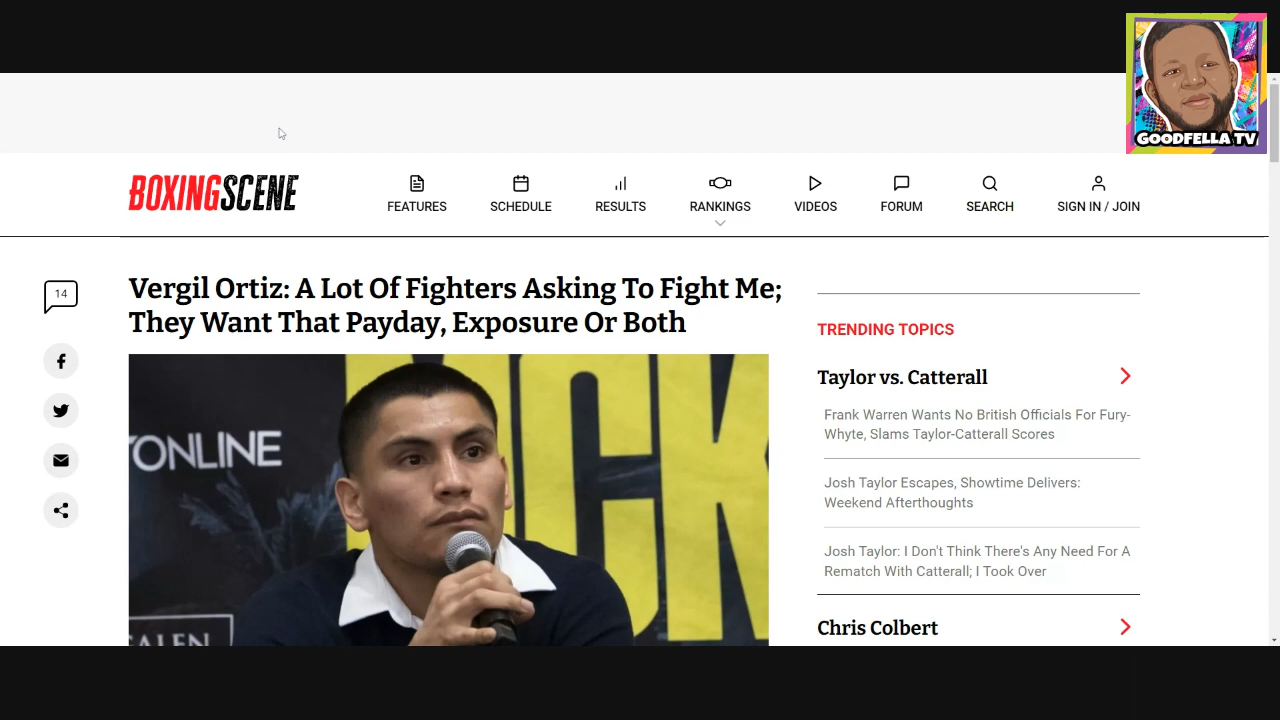 GOODFELLA TV
BOXINGSCENE
FEATURES
SCHEDULE
RESULTS
RANKINGS
VIDEOS
FORUM
SEARCH
SIGN IN / JOIN
14
Vergil Ortiz: A Lot Of Fighters Asking To Fight Me;
They Want That Payday, Exposure Or Both
ONLINE
ICK
ALEN
TRENDING TOPICS
Taylor vs. Catterall
Frank Warren Wants No British Officials For Fury-
Whyte, Slams Taylor-Catterall Scores
Josh Taylor Escapes, Showtime Delivers:
Weekend Afterthoughts
Josh Taylor: I Don't Think There's Any Need For A
Rematch With Catterall; I Took Over
Chris Colbert